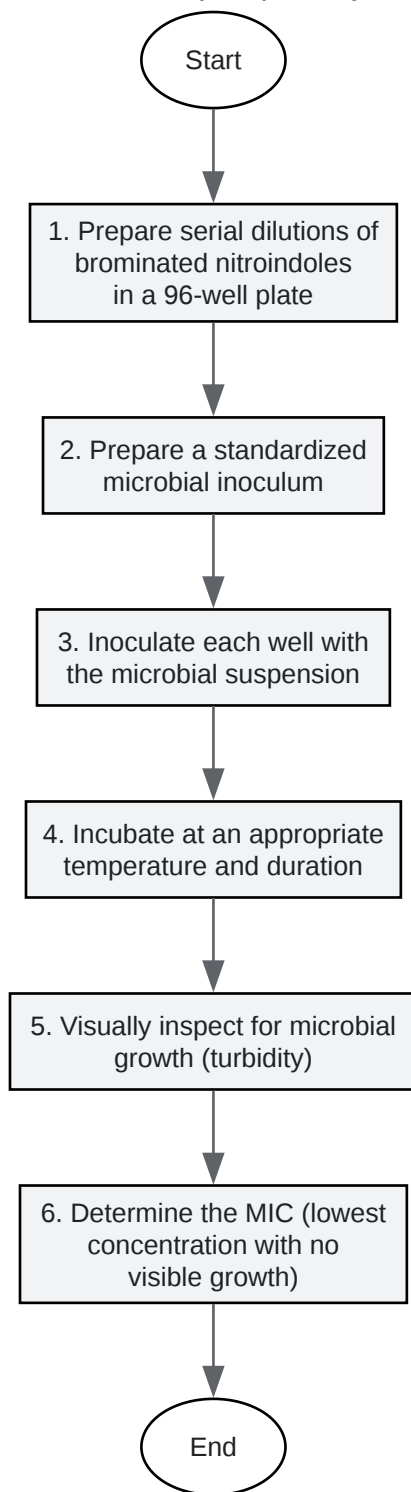 Start
1. Prepare serial dilutions of
brominated nitroindoles
in a 96-well plate
2. Prepare a standardized
microbial inoculum
3. Inoculate each well with
the microbial suspension
4. Incubate at an appropriate
temperature and duration
5. Visually inspect for microbial
growth (turbidity)
6. Determine the MIC (lowest
concentration with no
visible growth)
End